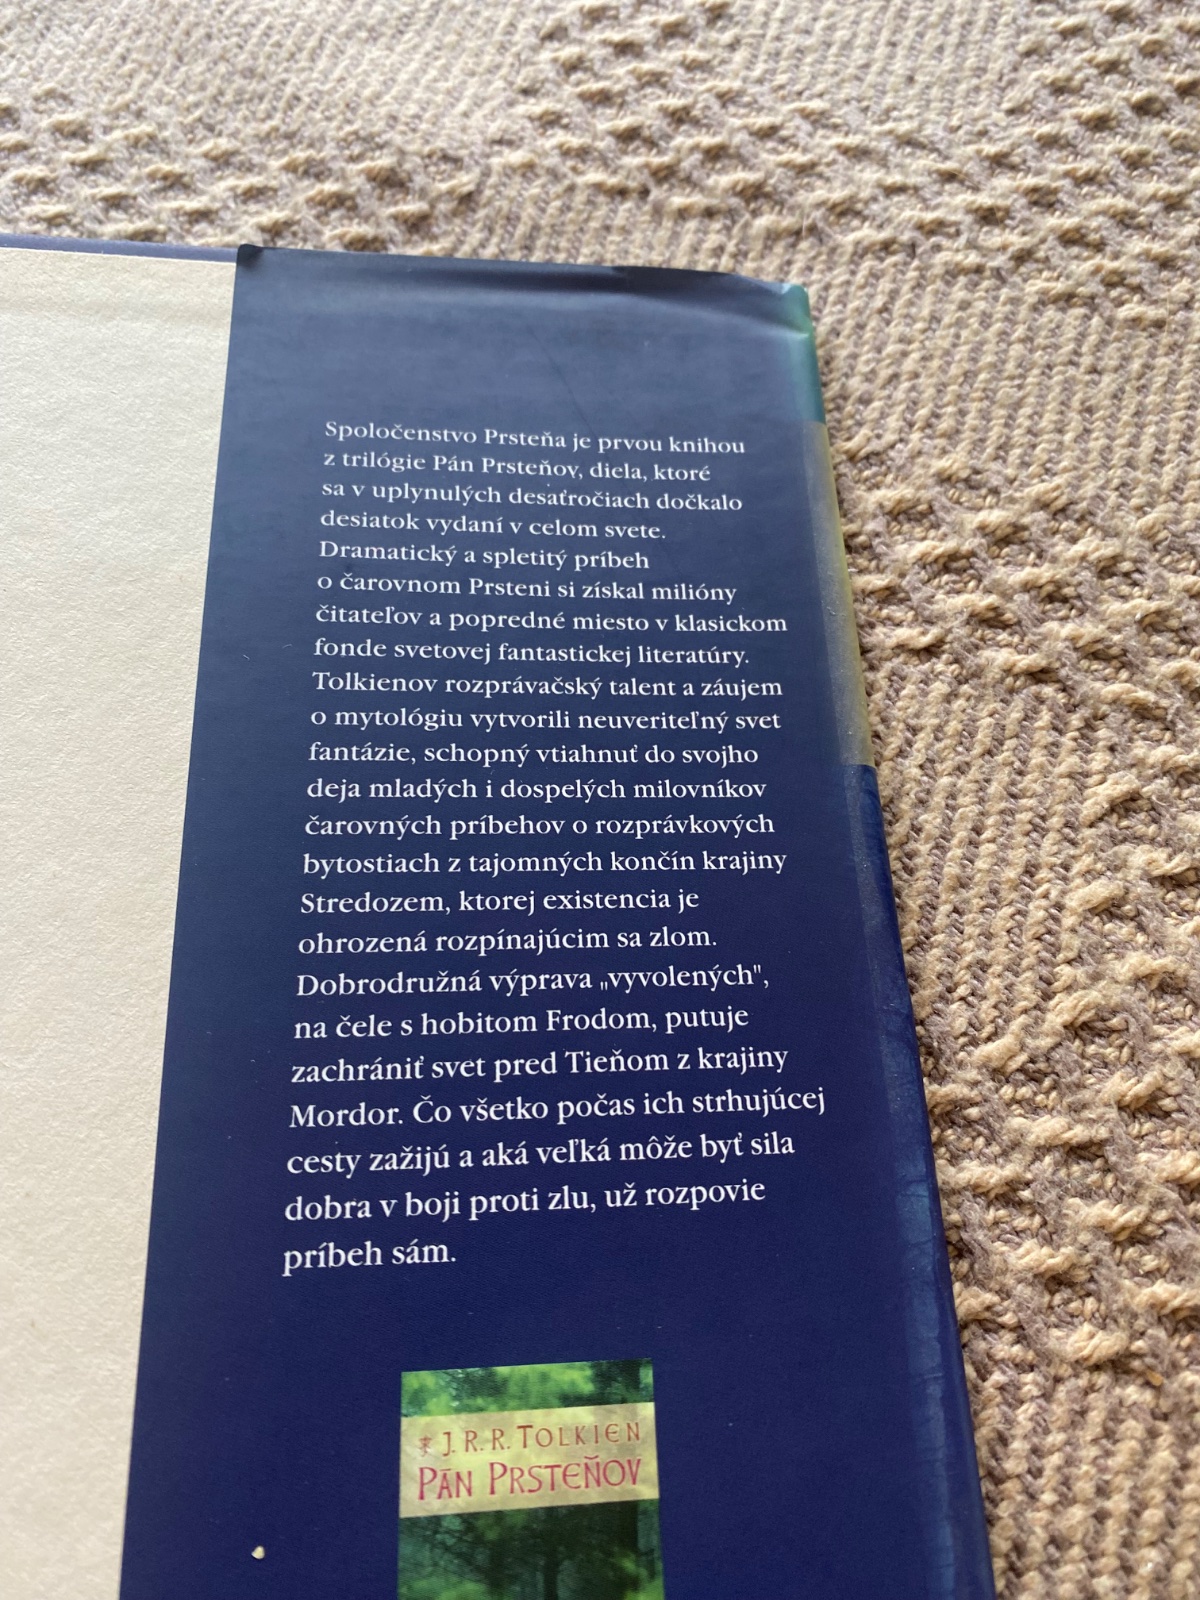 Spoločenstvo Prsteňa je prvou knihou
z trilógie Pán Prsteňov, diela, ktoré
sa v uplynulých desaťročiach dočkalo
desiatok vydaní v celom svete.
Dramatický a spletitý príbeh
o čarovnom Prsteni si získal milióny
čitateľov a popredné miesto v klasickom
fonde svetovej fantastickej literatúry.
Tolkienov rozprávačský talent a záujem
o mytológiu vytvorili neuveriteľný svet
fantázie, schopný vtiahnuť do svojho
deja mladých i dospelých milovníkov
čarovných príbehov o rozprávkových
bytostiach z tajomných končín krajiny
Stredozem, ktorej existencia je
ohrozená rozpínajúcim sa zlom.
Dobrodružná výprava „vyvolených",
na čele s hobitom Frodom, putuje
zachrániť svet pred Tieňom z krajiny
Mordor. Čo všetko počas ich strhujúcej
cesty zažijú a aká veľká môže byť sila
dobra v boji proti zlu, už rozpovie
príbeh sám.
J. R. R. TOLKIEN
PÁN PRSTEŇOV